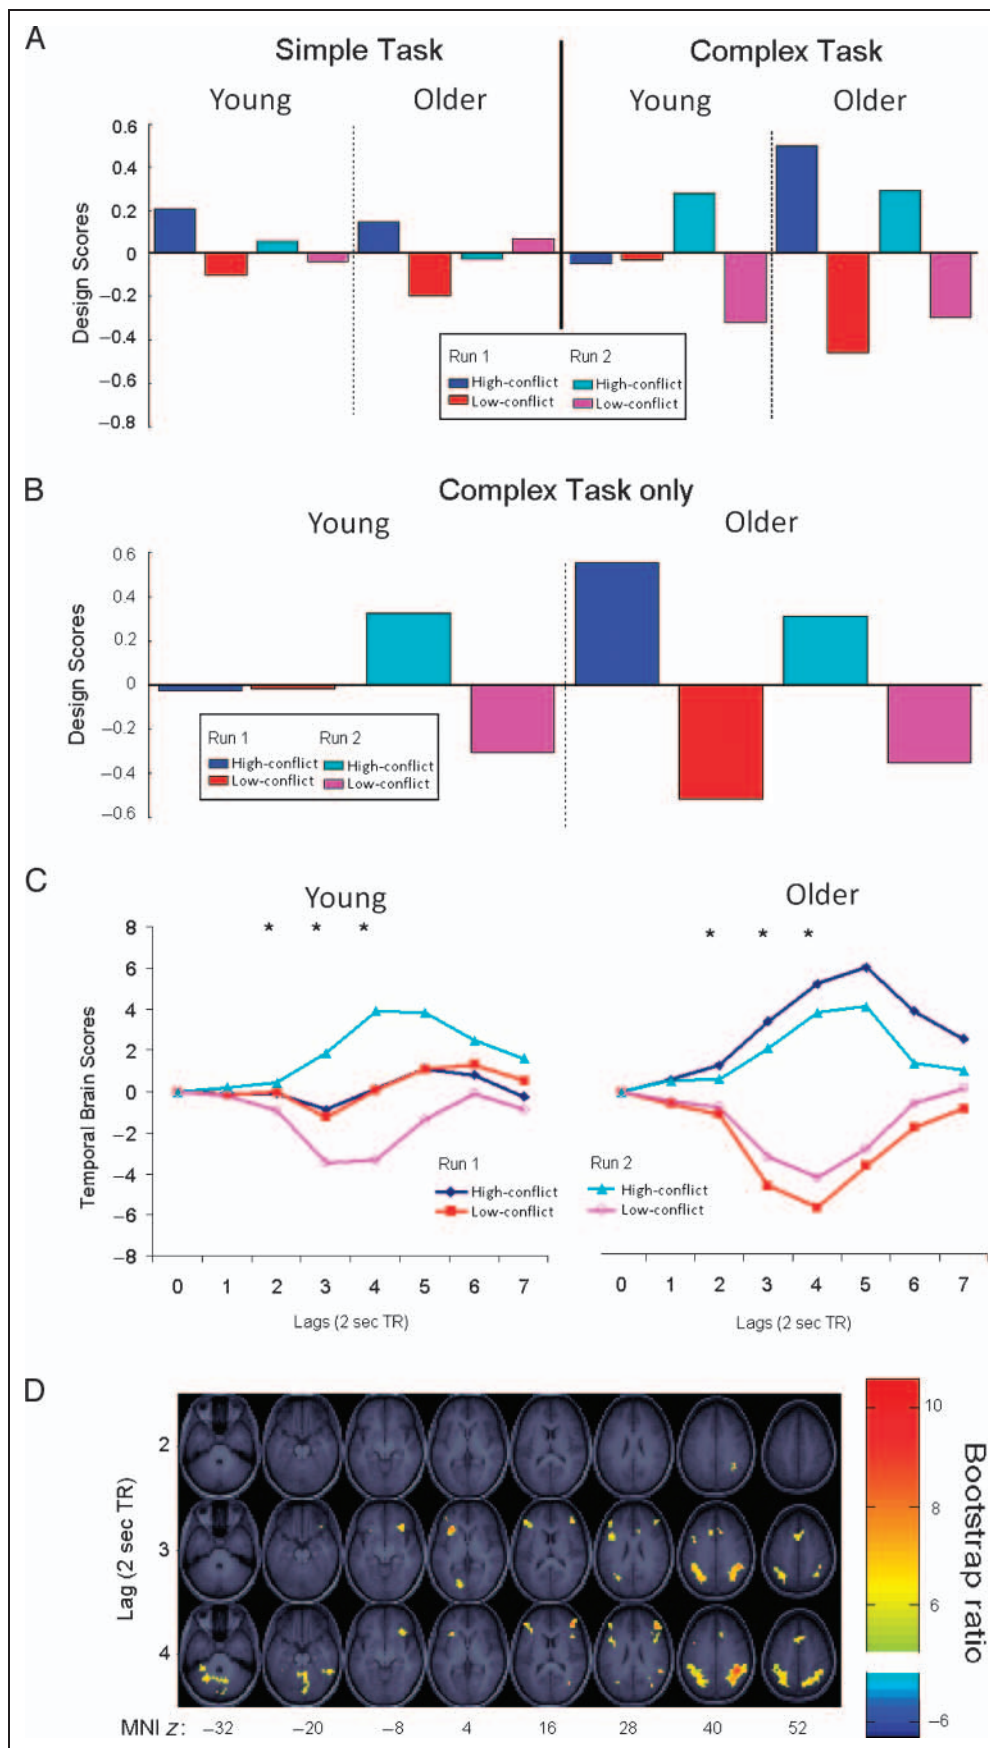 A
Simple Task
Complex Task
Young
Older
Young
Older
0.6
0.4
0.2
0
−0.2
−0.4
−0.6
−0.8
Design Scores
Run 1
Run 2
High-conflict
High-conflict
Low-conflict
Low-conflict
B
Complex Task only
Young
Older
0.6
0.4
0.2
0
−0.2
−0.4
−0.6
Design Scores
Run 1
Run 2
High-conflict
High-conflict
Low-conflict
Low-conflict
C
Young
Older
* * *
* * *
8
6
4
2
0
−2
−4
−6
−8
Temporal Brain Scores
Run 1
Run 2
High-conflict
High-conflict
Low-conflict
Low-conflict
0 1 2 3 4 5 6 7
0 1 2 3 4 5 6 7
Lags (2 sec TR)
Lags (2 sec TR)
D
Lag (2 sec TR)
2
3
4
MNI z: −32 −20 −8 4 16 28 40 52
10
8
6
−6
Bootstrap ratio